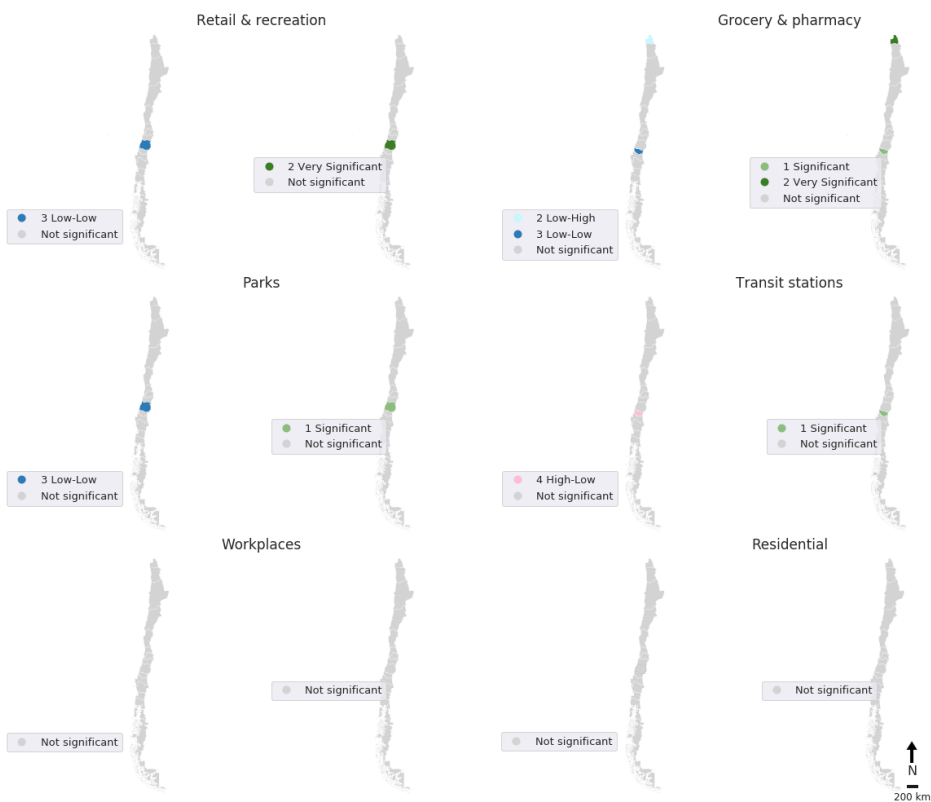 Retail & recreation
Grocery & pharmacy
2 Very Significant
Not significant
1 Significant
2 Very Significant
Not significant
3 Low-Low
Not significant
2 Low-High
3 Low-Low
Not significant
Parks
Transit stations
1 Significant
Not significant
1 Significant
Not significant
3 Low-Low
Not significant
4 High-Low
Not significant
Workplaces
Residential
Not significant
Not significant
Not significant
Not significant
N
200 km